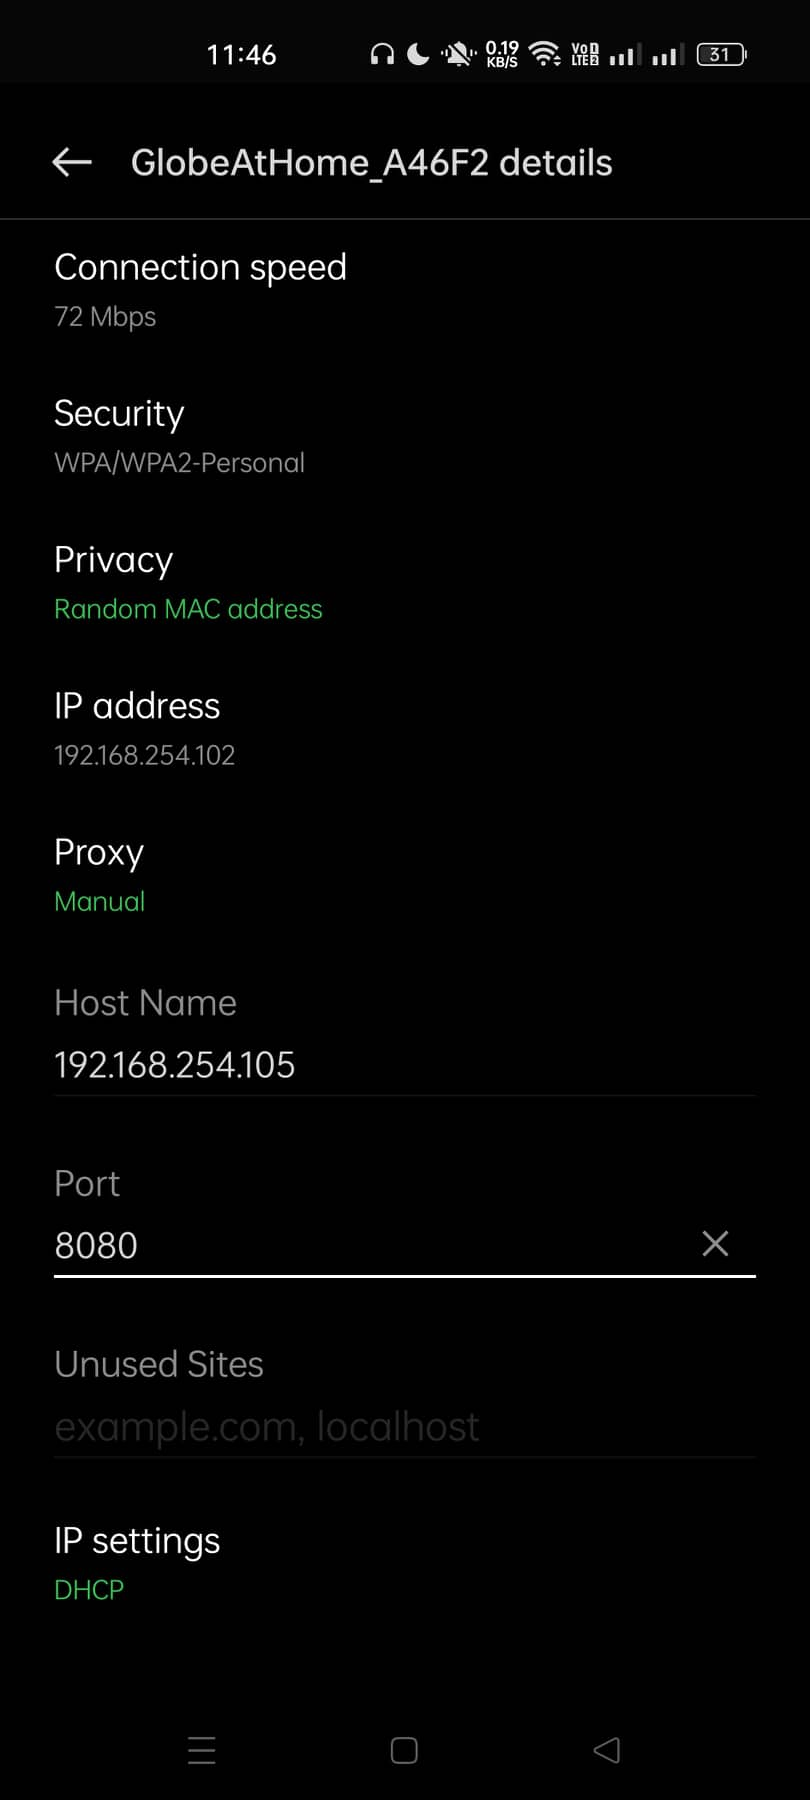 11:46 0.19 KB/S VoD LTE2 31
GlobeAtHome_A46F2 details
Connection speed
72 Mbps
Security
WPA/WPA2-Personal
Privacy
Random MAC address
IP address
192.168.254.102
Proxy
Manual
Host Name
192.168.254.105
Port
8080
Unused Sites
example.com, localhost
IP settings
DHCP